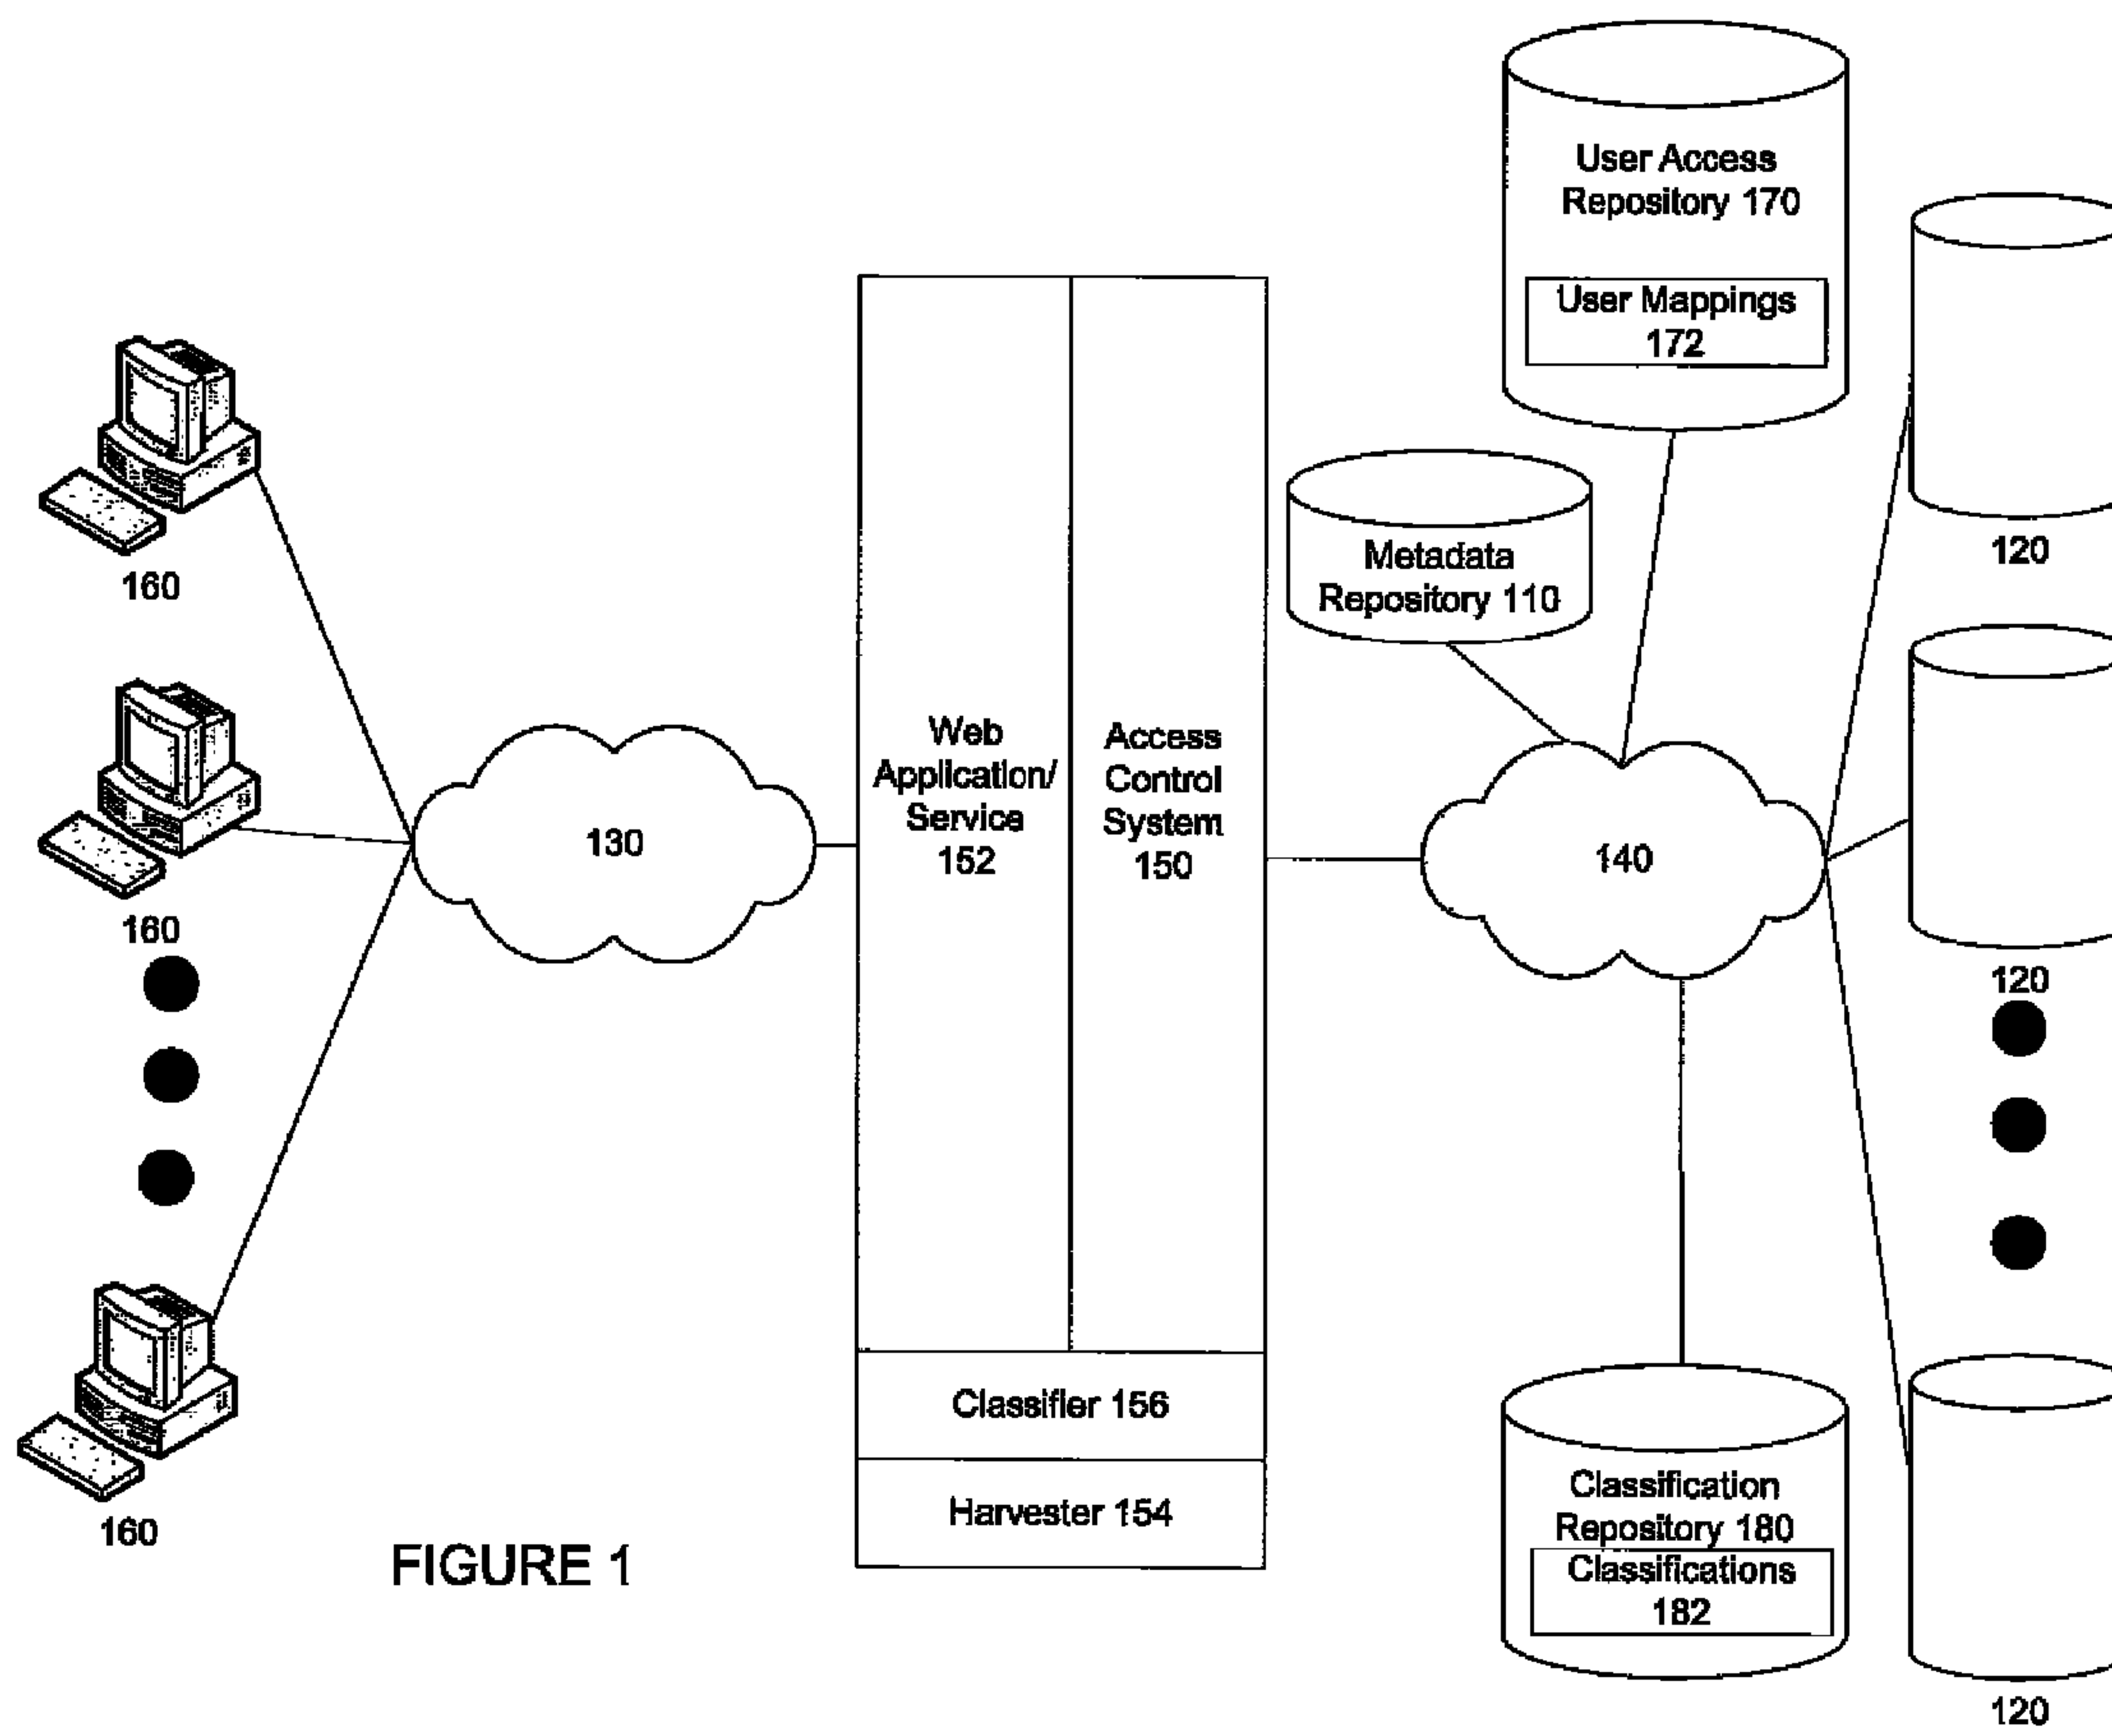 User Access
Repository 170
User Mappings
172
120
160
Metadata
Repository 110
Web
Application/
Service
152
Access
Control
System
150
130
140
160
120
Classifier 156
Harvester 154
Classification
Repository 180
Classifications
182
160
120
FIGURE 1